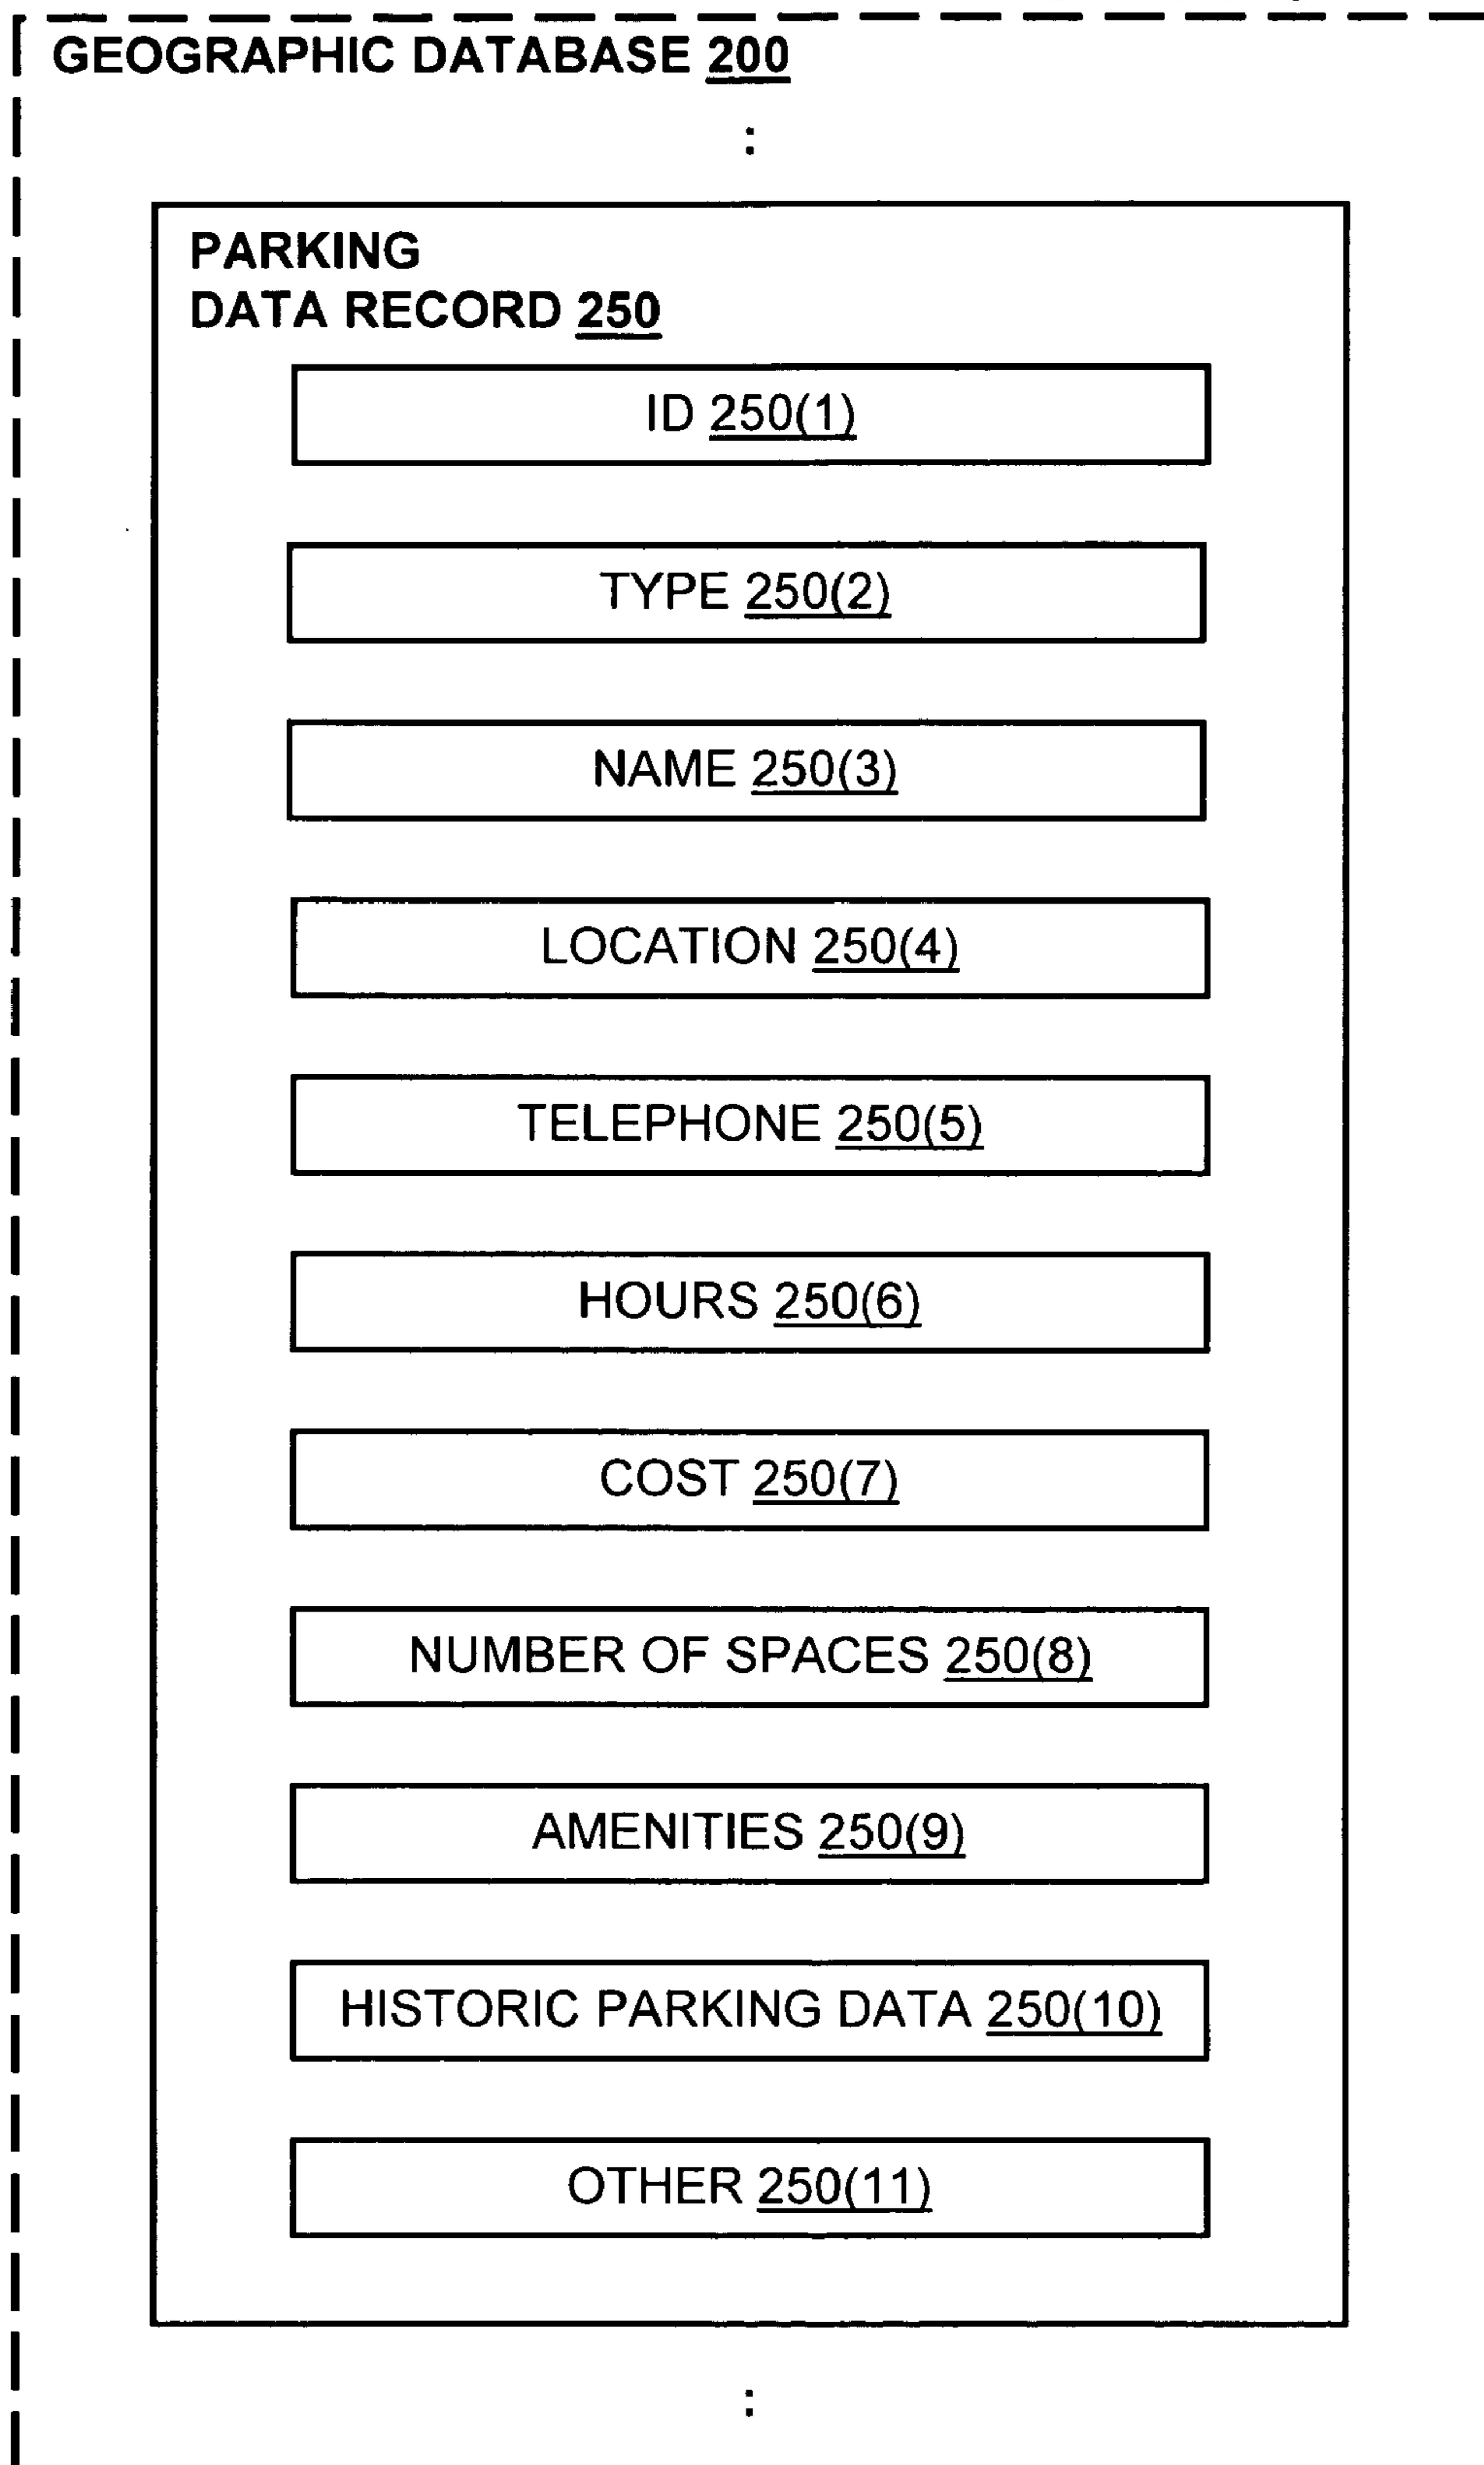 GEOGRAPHIC DATABASE 200
:
PARKING
DATA RECORD 250
ID 250(1)
TYPE 250(2)
NAME 250(3)
LOCATION 250(4)
TELEPHONE 250(5)
HOURS 250(6)
COST 250(7)
NUMBER OF SPACES 250(8)
AMENITIES 250(9)
HISTORIC PARKING DATA 250(10)
OTHER 250(11)
: